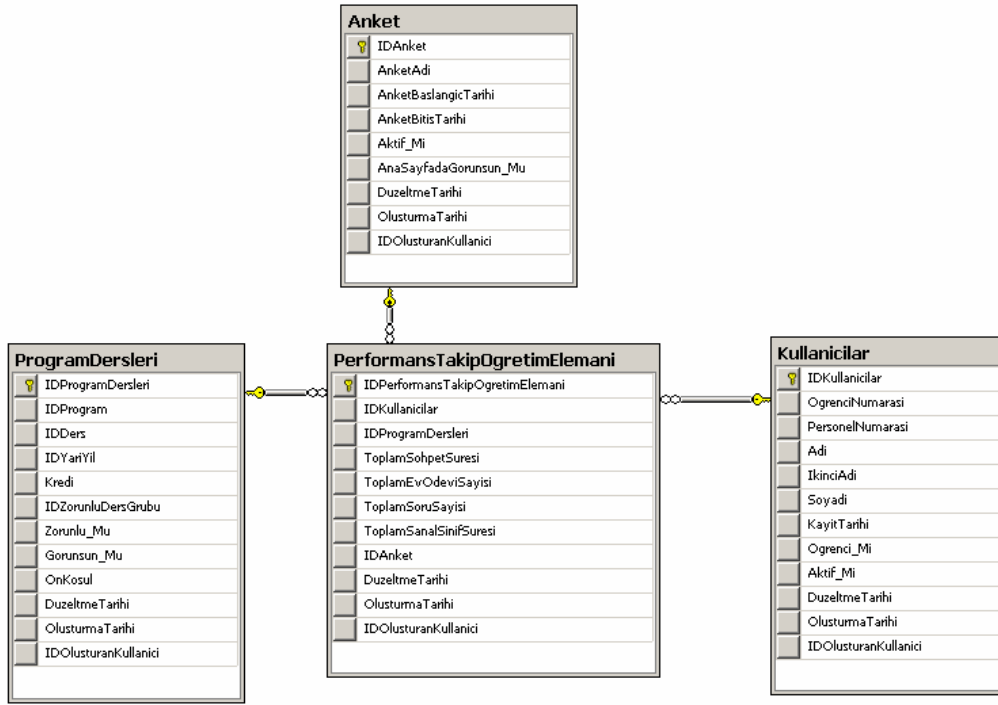 Anket
IDAnket
AnketAdi
AnketBaslangicTarihi
AnketBitisTarihi
Aktif_Mi
AnaSayfadaGorunsun_Mu
DuzeltmeTarihi
OlusturmaTarihi
IDOlusturanKullanici
ProgramDersleri
IDProgramDersleri
IDProgram
IDDers
IDYariYil
Kredi
IDZorunluDersGrubu
Zorunlu_Mu
Gorunsun_Mu
OnKosul
DuzeltmeTarihi
OlusturmaTarihi
IDOlusturanKullanici
PerformansTakipOgretimElemani
IDPerformansTakipOgretimElemani
IDKullanicilar
IDProgramDersleri
ToplamSohpetSuresi
ToplamEvOdeviSayisi
ToplamSoruSayisi
ToplamSanalSinifSuresi
IDAnket
DuzeltmeTarihi
OlusturmaTarihi
IDOlusturanKullanici
Kullanicilar
IDKullanicilar
OgrenciNumarasi
PersonelNumarasi
Adi
IkinciAdi
Soyadi
KayitTarihi
Ogrenci_Mi
Aktif_Mi
DuzeltmeTarihi
OlusturmaTarihi
IDOlusturanKullanici